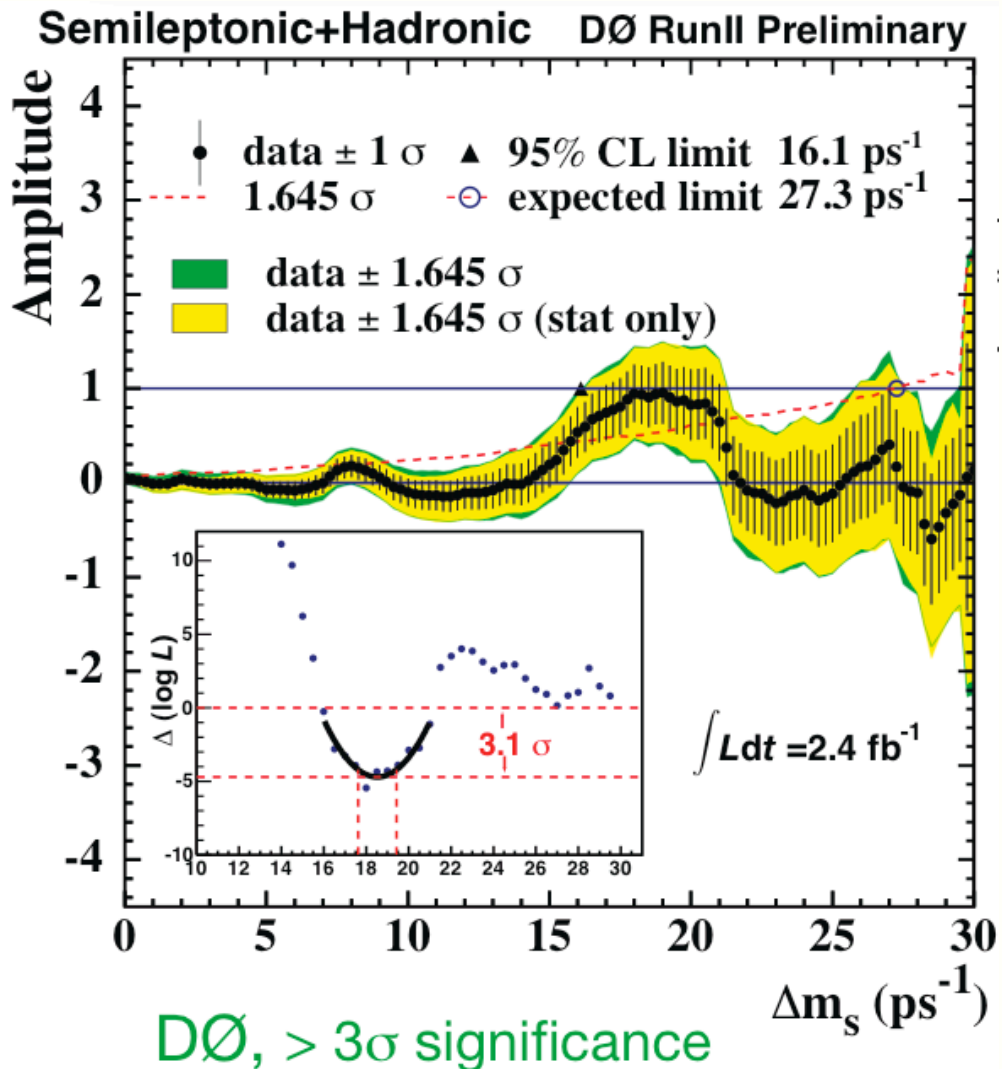 Semileptonic+Hadronic DØ RunII Preliminary
Amplitude
4
3
2
1
0
-1
-2
-3
-4
data ± 1 σ ▲ 95% CL limit 16.1 ps⁻¹
1.645 σ expected limit 27.3 ps⁻¹
data ± 1.645 σ
data ± 1.645 σ (stat only)
Δ (log L)
10
5
0
-5
-10
3.1 σ
10 12 14 16 18 20 22 24 26 28 30
∫Ldt =2.4 fb⁻¹
0 5 10 15 20 25 30
Δmₛ (ps⁻¹)
DØ, > 3σ significance